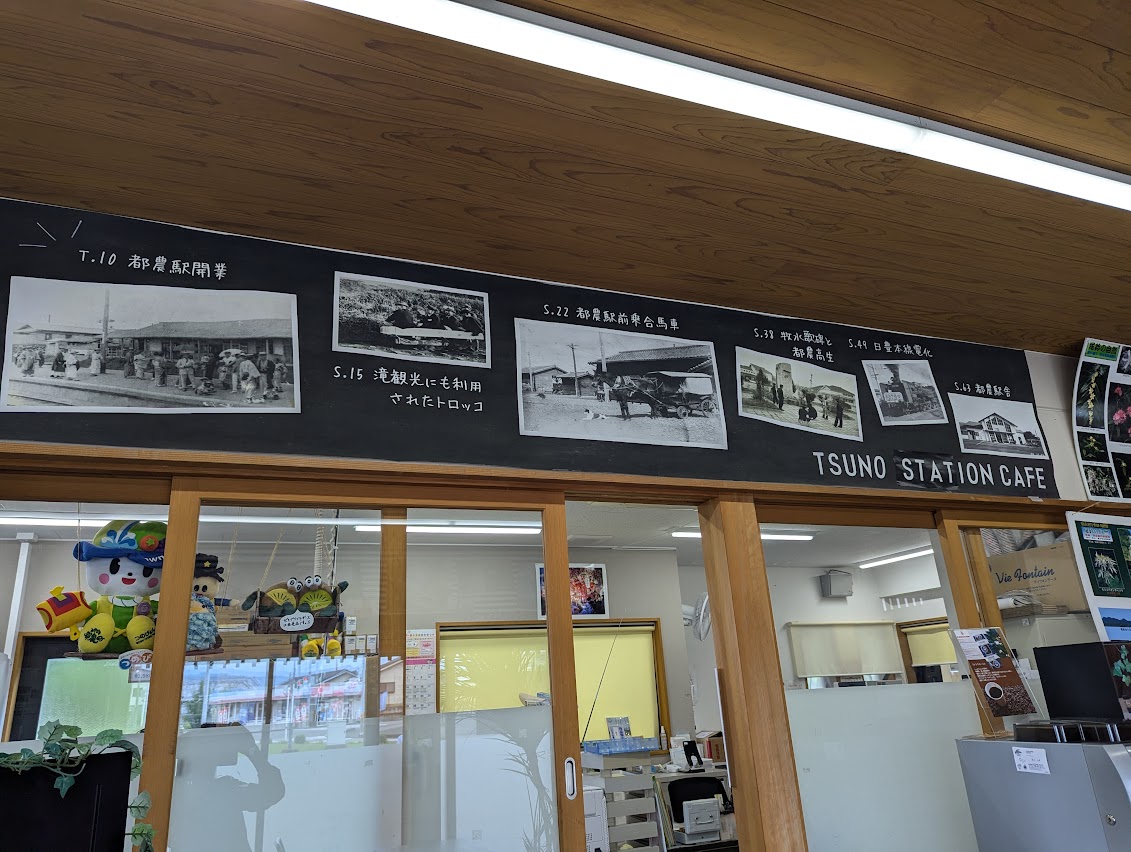 T.10 都農駅開業
S.15 滝観光にも利用
されたトロッコ
S.22 都農駅前乗合馬車
S.38 牧水歌碑と
都農高生
S.49 日豊本線電化
S.63 都農駅舎
TSUNO STATION CAFE
Vie Fontain